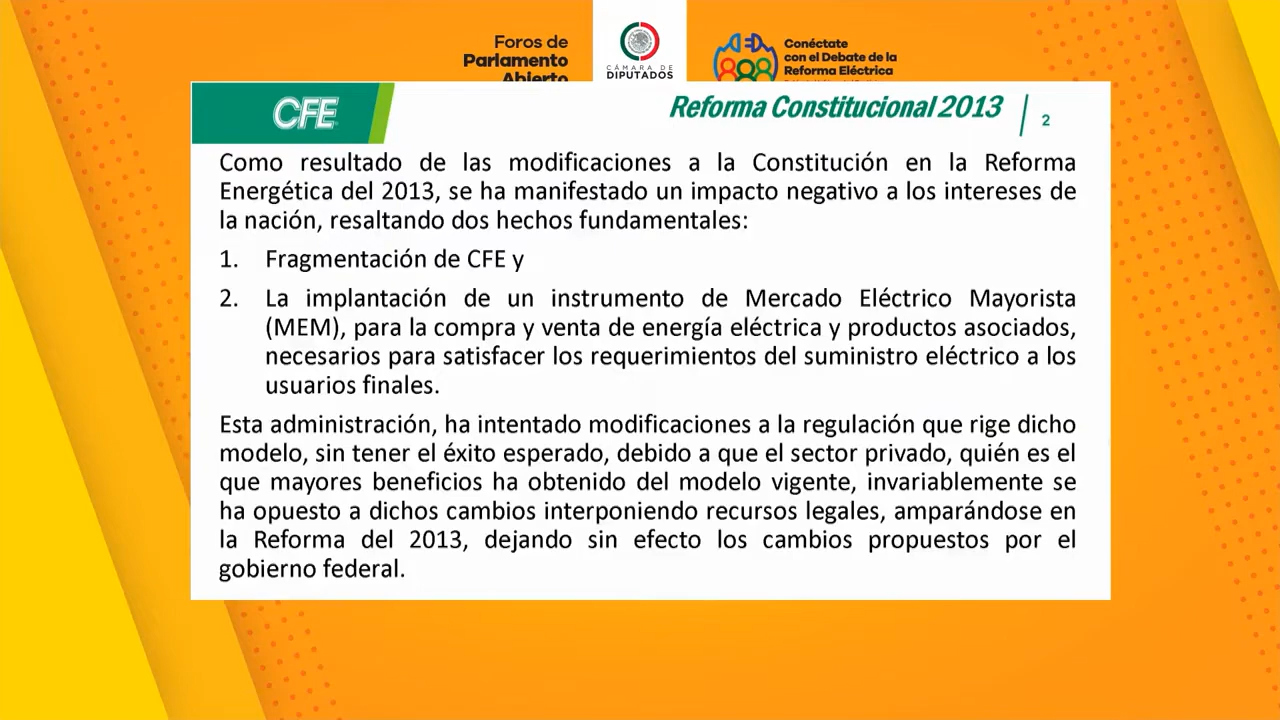 Foros de
Parlamento
Abierto
CÁMARA DE
DIPUTADOS
Conéctate
con el Debate de la
Reforma Eléctrica
CFE
Reforma Constitucional 2013
2
Como resultado de las modificaciones a la Constitución en la Reforma
Energética del 2013, se ha manifestado un impacto negativo a los intereses de
la nación, resaltando dos hechos fundamentales:
1. Fragmentación de CFE y
2. La implantación de un instrumento de Mercado Eléctrico Mayorista
(MEM), para la compra y venta de energía eléctrica y productos asociados,
necesarios para satisfacer los requerimientos del suministro eléctrico a los
usuarios finales.
Esta administración, ha intentado modificaciones a la regulación que rige dicho
modelo, sin tener el éxito esperado, debido a que el sector privado, quién es el
que mayores beneficios ha obtenido del modelo vigente, invariablemente se
ha opuesto a dichos cambios interponiendo recursos legales, amparándose en
la Reforma del 2013, dejando sin efecto los cambios propuestos por el
gobierno federal.